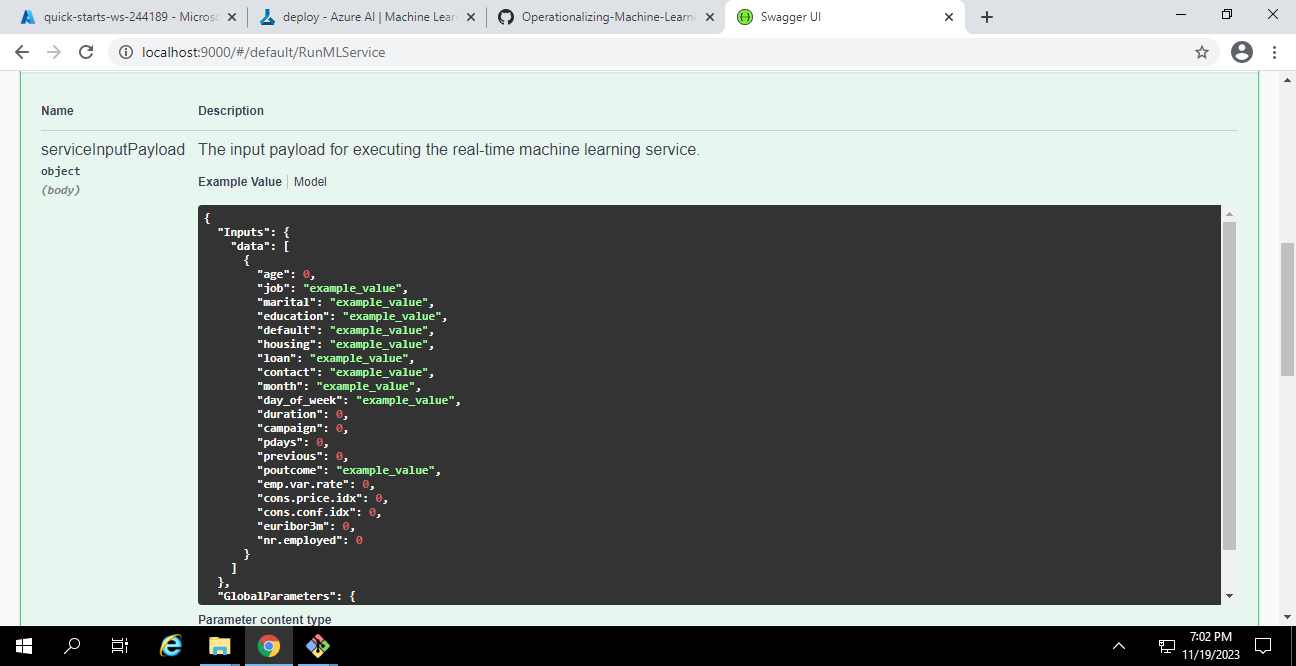 quick-starts-ws-244189 - Microso
deploy - Azure AI | Machine Learn
Operationalizing-Machine-Learni
Swagger UI
localhost:9000/#/default/RunMLService
Name Description
serviceInputPayload The input payload for executing the real-time machine learning service.
object
(body)
Example Value Model
{
"Inputs": {
"data": [
{
"age": 0,
"job": "example_value",
"marital": "example_value",
"education": "example_value",
"default": "example_value",
"housing": "example_value",
"loan": "example_value",
"contact": "example_value",
"month": "example_value",
"day_of_week": "example_value",
"duration": 0,
"campaign": 0,
"pdays": 0,
"previous": 0,
"poutcome": "example_value",
"emp.var.rate": 0,
"cons.price.idx": 0,
"cons.conf.idx": 0,
"euribor3m": 0,
"nr.employed": 0
}
]
},
"GlobalParameters": {
Parameter content type
7:02 PM
11/19/2023